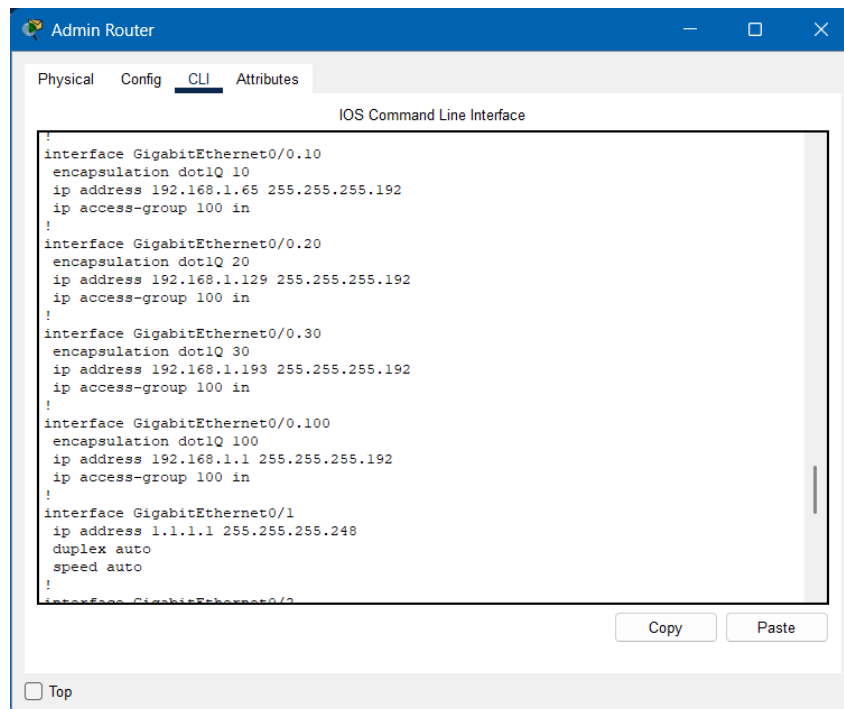 Admin Router
Physical Config CLI Attributes
IOS Command Line Interface
!
interface GigabitEthernet0/0.10
 encapsulation dot1Q 10
 ip address 192.168.1.65 255.255.255.192
 ip access-group 100 in
!
interface GigabitEthernet0/0.20
 encapsulation dot1Q 20
 ip address 192.168.1.129 255.255.255.192
 ip access-group 100 in
!
interface GigabitEthernet0/0.30
 encapsulation dot1Q 30
 ip address 192.168.1.193 255.255.255.192
 ip access-group 100 in
!
interface GigabitEthernet0/0.100
 encapsulation dot1Q 100
 ip address 192.168.1.1 255.255.255.192
 ip access-group 100 in
!
interface GigabitEthernet0/1
 ip address 1.1.1.1 255.255.255.248
 duplex auto
 speed auto
!
interface GigabitEthernet0/2
Copy Paste
Top